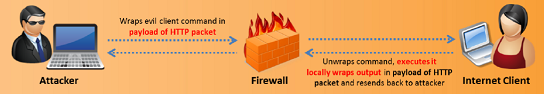 Wraps evil client command in
payload of HTTP packet
Attacker
Firewall
Unwraps command, executes it
locally wraps output in payload of HTTP
packet and resends back to attacker
Internet Client